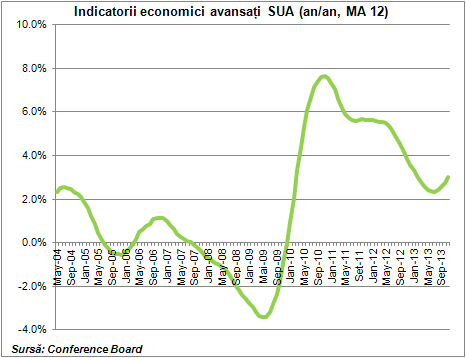 Indicatorii economici avansați SUA (an/an, MA 12)
10.0%
8.0%
6.0%
4.0%
2.0%
0.0%
-2.0%
-4.0%
May-04
Sep-04
Jan-05
May-05
Sep-05
Jan-06
May-06
Sep-06
Jan-07
May-07
Sep-07
Jan-08
May-08
Sep-08
Jan-09
Mai-09
Sep-09
Jan-10
May-10
Sep-10
Jan-11
May-11
Set-11
Jan-12
May-12
Sep-12
Jan-13
May-13
Sep-13
Sursă: Conference Board